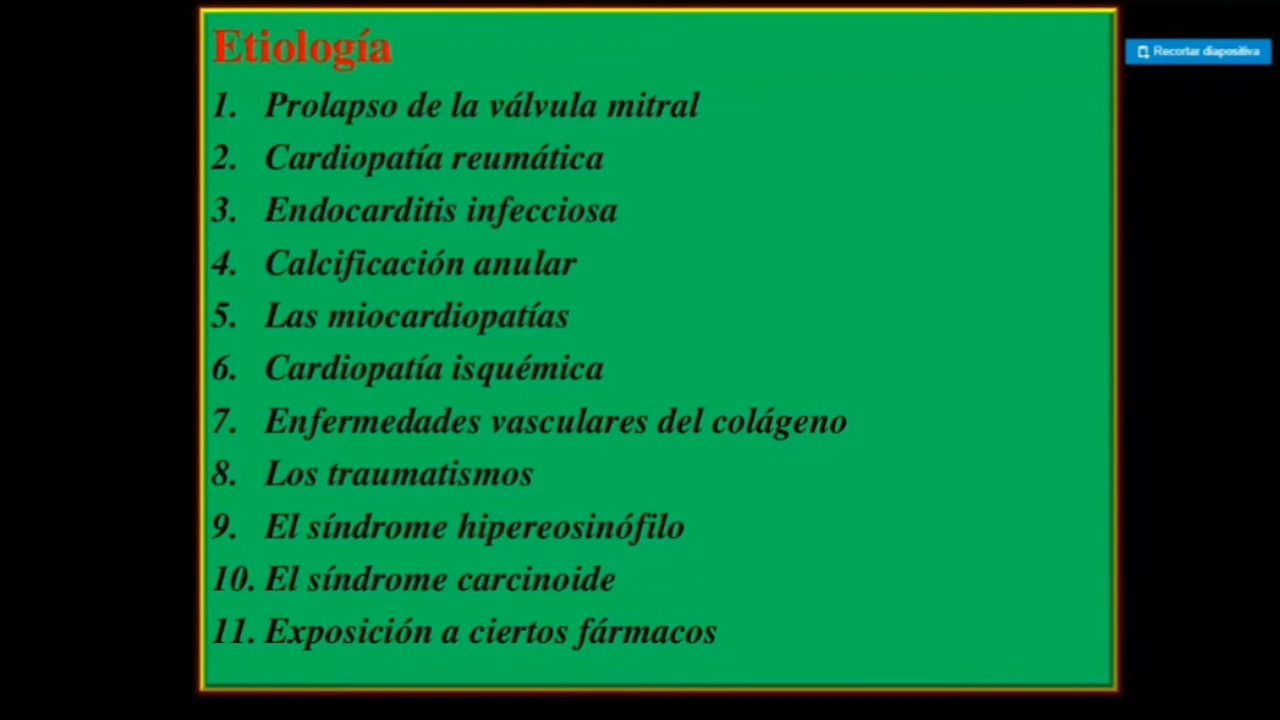 Etiología
Recortar diapositiva
1. Prolapso de la válvula mitral
2. Cardiopatía reumática
3. Endocarditis infecciosa
4. Calcificación anular
5. Las miocardiopatías
6. Cardiopatía isquémica
7. Enfermedades vasculares del colágeno
8. Los traumatismos
9. El síndrome hipereosinófilo
10. El síndrome carcinoide
11. Exposición a ciertos fármacos